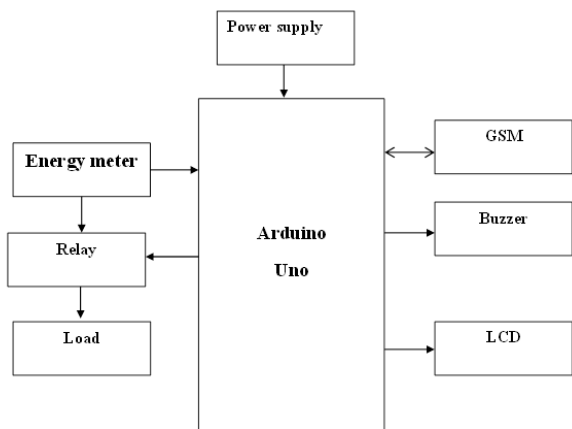 Power supply
Energy meter
GSM
Relay
Buzzer
Arduino
Uno
Load
LCD